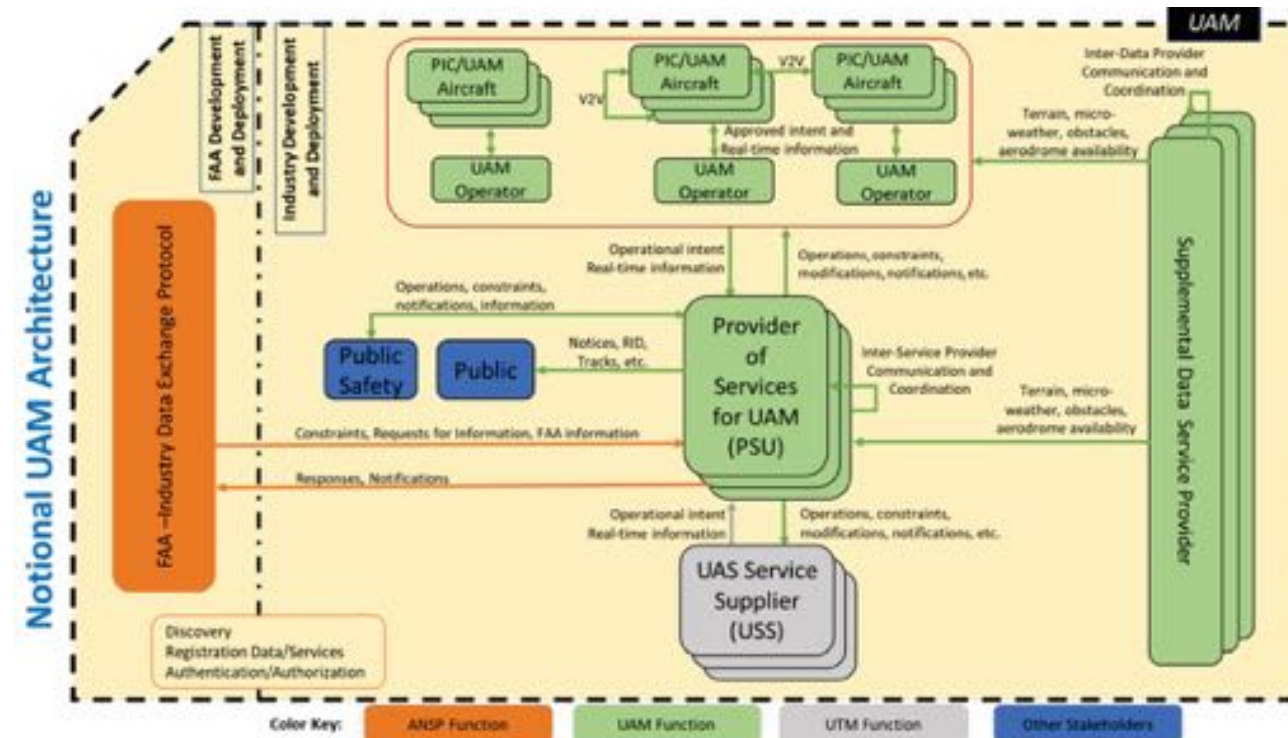 UAM
Notional UAM Architecture
FAA Development
and Deployment
Industry Development
and Deployment
PIC/UAM
Aircraft
V2V
PIC/UAM
Aircraft
V2V
PIC/UAM
Aircraft
Approved intent and
Real-time information
UAM
Operator
UAM
Operator
UAM
Operator
Inter-Data Provider
Communication and
Coordination
Terrain, micro-
weather, obstacles,
aerodrome availability
Supplemental Data Service Provider
Operational intent
Real-time information
Operations, constraints,
modifications, notifications, etc.
Operations, constraints,
notifications, information
Public
Safety
Public
Notices, RID,
Tracks, etc.
Provider
of
Services
for UAM
(PSU)
Inter-Service Provider
Communication and
Coordination
Terrain, micro-
weather, obstacles,
aerodrome availability
FAA –Industry Data Exchange Protocol
Constraints, Requests for Information, FAA information
Responses, Notifications
Operational intent
Real-time information
Operations, constraints,
modifications, notifications, etc.
UAS Service
Supplier
(USS)
Discovery
Registration Data/Services
Authentication/Authorization
Color Key:
ANSP Function
UAM Function
UTM Function
Other Stakeholders